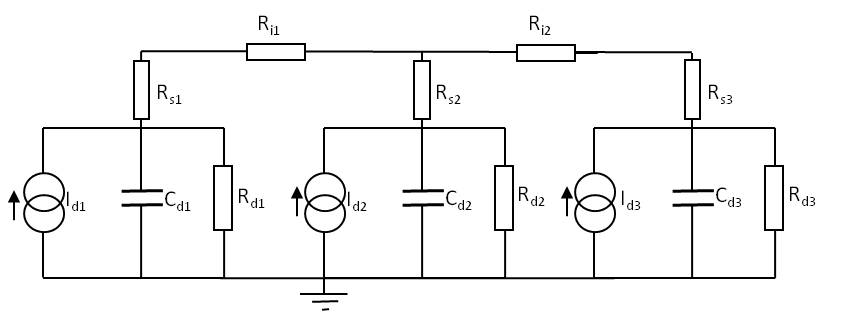 Ri1
Ri2
Rs1
Rs2
Rs3
Id1
Cd1
Rd1
Id2
Cd2
Rd2
Id3
Cd3
Rd3